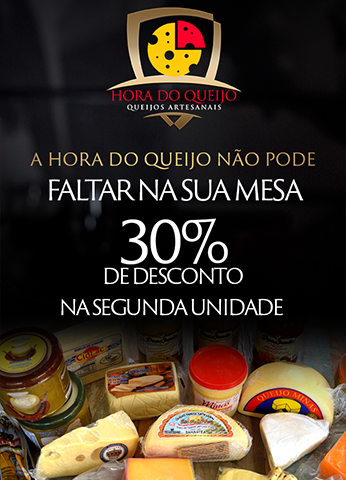 HORA DO QUEIJO
QUEIJOS ARTESANAIS
A HORA DO QUEIJO NÃO PODE
FALTAR NA SUA MESA
30%
DE DESCONTO
NA SEGUNDA UNIDADE
Minas
QUEIJO MINAS